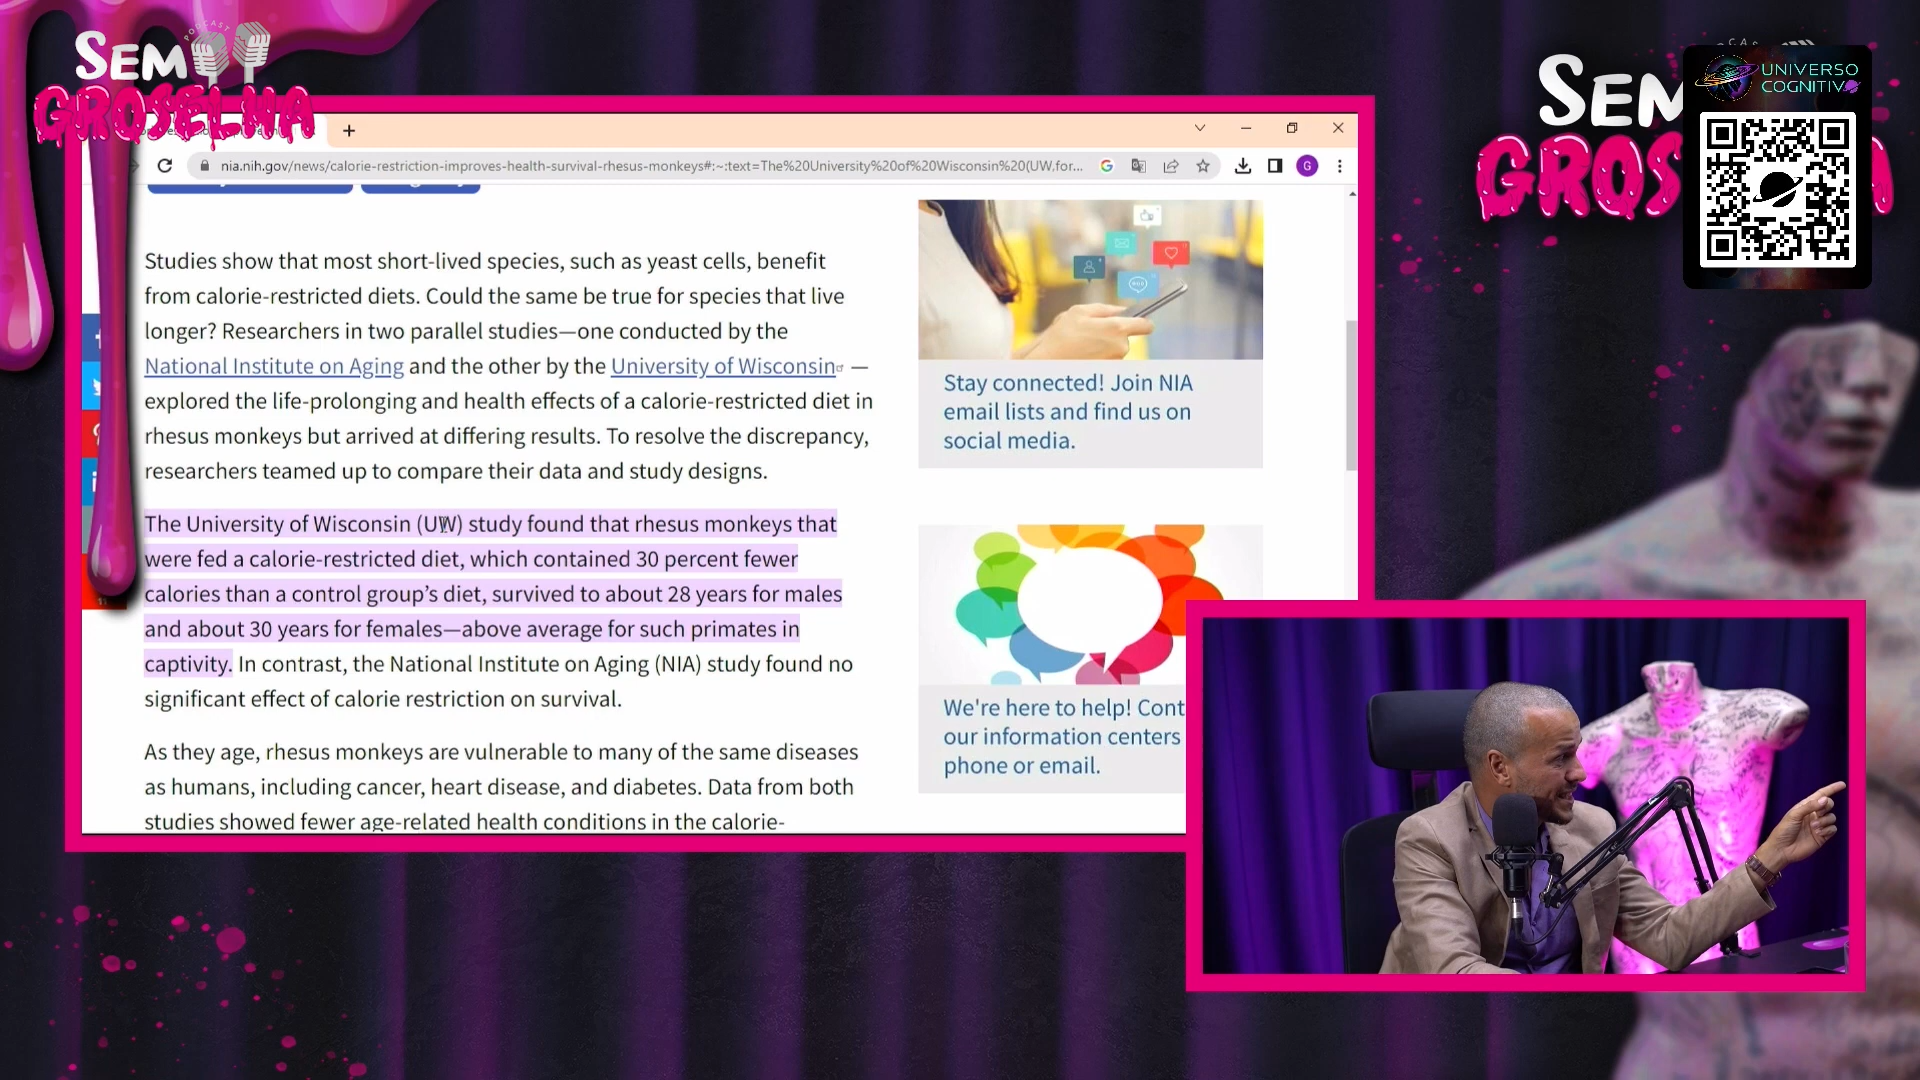 PODCAST
SEM
GROSELHA
SEM
GROS
UNIVERSO
COGNITIVO
nia.nih.gov/news/calorie-restriction-improves-health-survival-rhesus-monkeys#:~:text=The%20University%20of%20Wisconsin%20(UW,for...
G
Studies show that most short-lived species, such as yeast cells, benefit
from calorie-restricted diets. Could the same be true for species that live
longer? Researchers in two parallel studies—one conducted by the
National Institute on Aging and the other by the University of Wisconsin —
explored the life-prolonging and health effects of a calorie-restricted diet in
rhesus monkeys but arrived at differing results. To resolve the discrepancy,
researchers teamed up to compare their data and study designs.
The University of Wisconsin (UW) study found that rhesus monkeys that
were fed a calorie-restricted diet, which contained 30 percent fewer
calories than a control group’s diet, survived to about 28 years for males
and about 30 years for females—above average for such primates in
captivity. In contrast, the National Institute on Aging (NIA) study found no
significant effect of calorie restriction on survival.
As they age, rhesus monkeys are vulnerable to many of the same diseases
as humans, including cancer, heart disease, and diabetes. Data from both
studies showed fewer age-related health conditions in the calorie-
Stay connected! Join NIA
email lists and find us on
social media.
We're here to help! Cont
our information centers
phone or email.